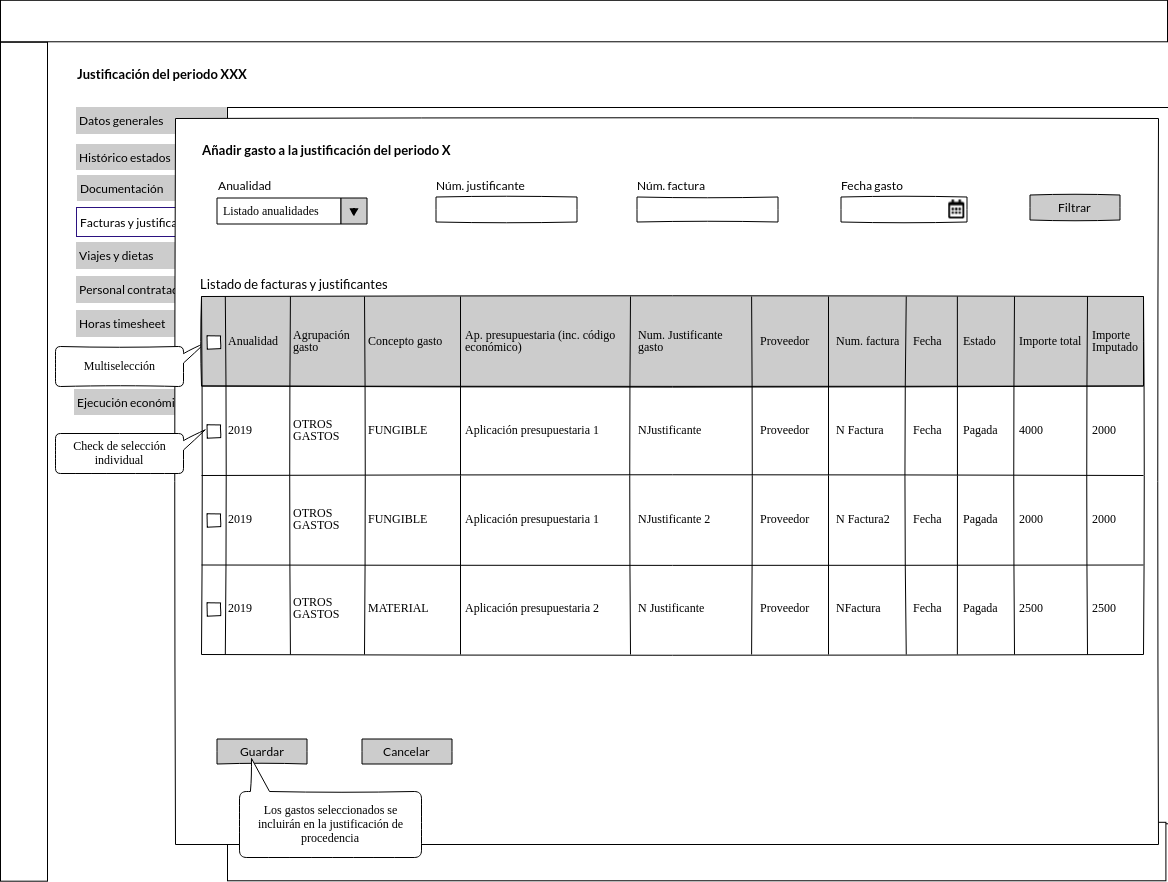 Justificación del periodo XXX
Datos generales
Histórico estados
Documentación
Facturas y justifica
Viajes y dietas
Personal contratad
Horas timesheet
Multiselección
Ejecución económi
Check de selección
individual
Añadir gasto a la justificación del periodo X
Anualidad
Núm. justificante
Núm. factura
Fecha gasto
Listado anualidades
Filtrar
Listado de facturas y justificantes
Anualidad
Agrupación
gasto
Concepto gasto
Ap. presupuestaria (inc. código
económico)
Num. Justificante
gasto
Proveedor
Num. factura
Fecha
Estado
Importe total
Importe
Imputado
2019
OTROS
GASTOS
FUNGIBLE
Aplicación presupuestaria 1
NJustificante
Proveedor
N Factura
Fecha
Pagada
4000
2000
2019
OTROS
GASTOS
FUNGIBLE
Aplicación presupuestaria 1
NJustificante 2
Proveedor
N Factura2
Fecha
Pagada
2000
2000
2019
OTROS
GASTOS
MATERIAL
Aplicación presupuestaria 2
N Justificante
Proveedor
NFactura
Fecha
Pagada
2500
2500
Guardar
Cancelar
Los gastos seleccionados se
incluirán en la justificación de
procedencia